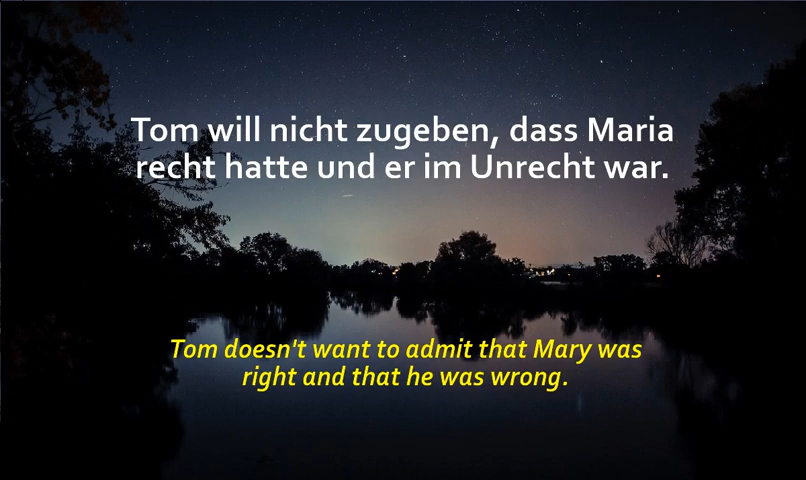 Tom will nicht zugeben, dass Maria
recht hatte und er im Unrecht war.
Tom doesn't want to admit that Mary was
right and that he was wrong.